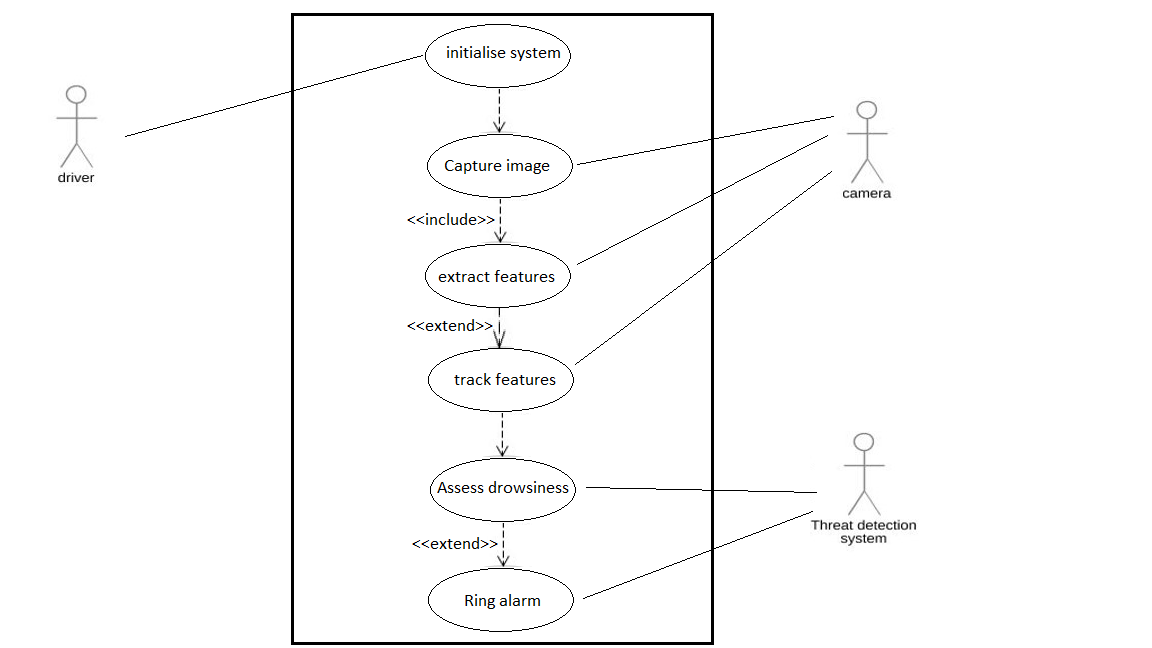 initialise system
driver
Capture image
camera
<<include>>
extract features
<<extend>>
track features
Assess drowsiness
Threat detection
system
<<extend>>
Ring alarm